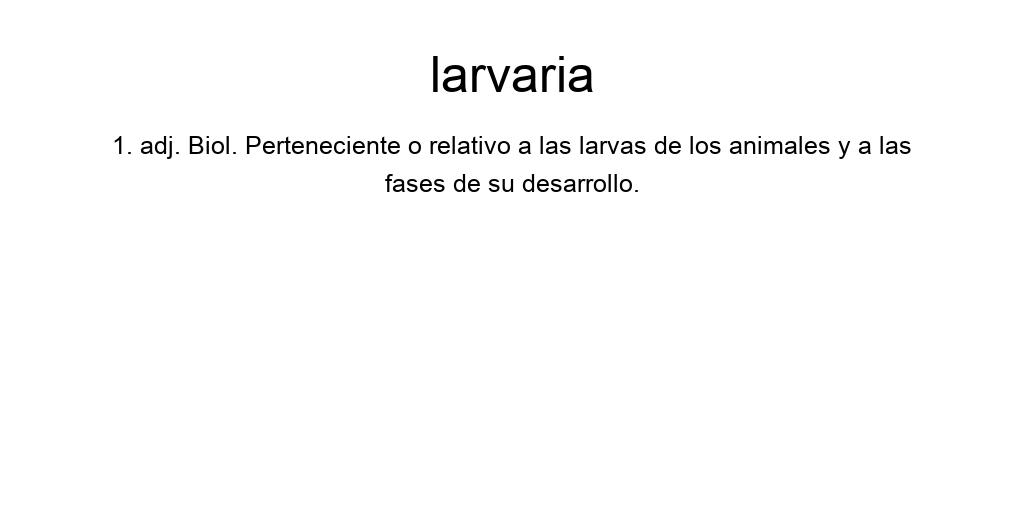 larvaria
1. adj. Biol. Perteneciente o relativo a las larvas de los animales y a las
fases de su desarrollo.